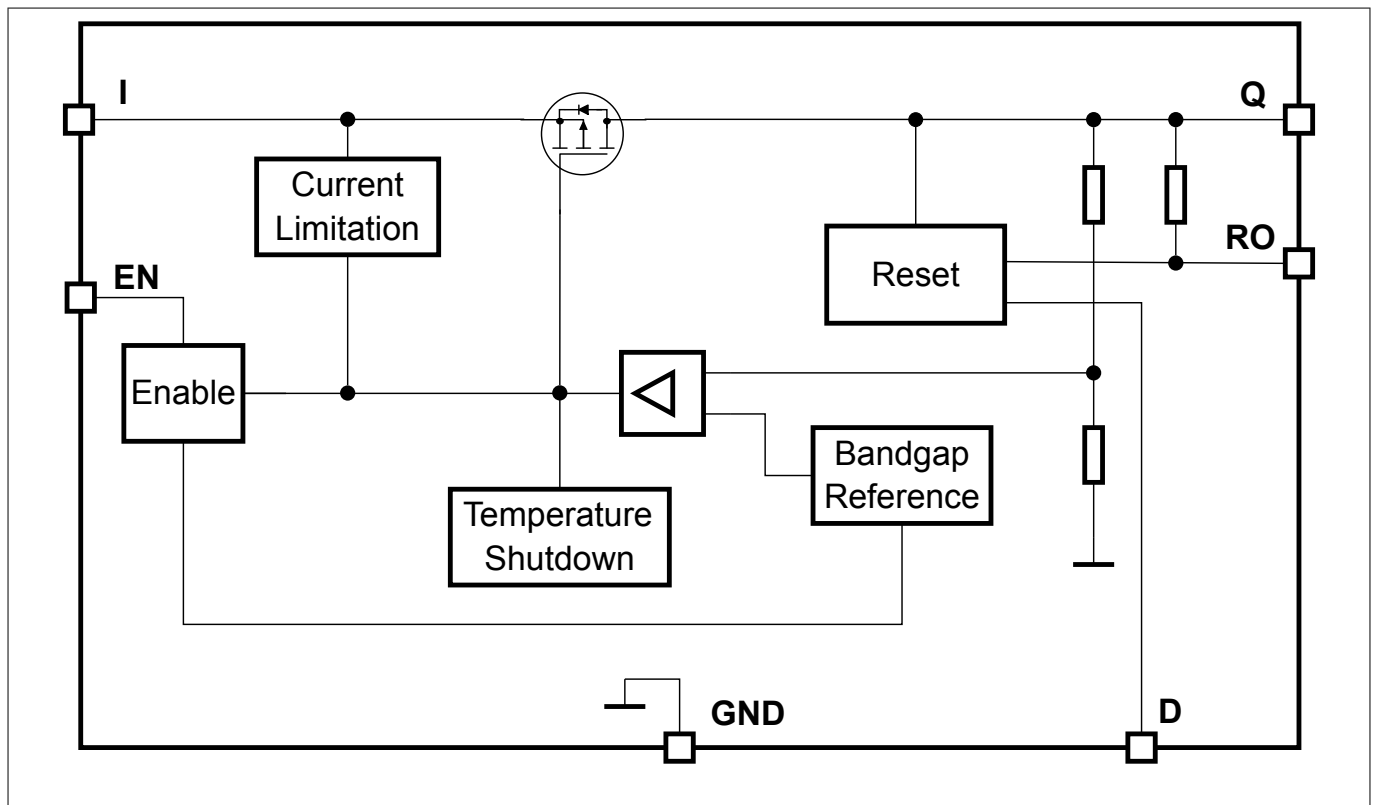 I
Q
Current
Limitation
RO
EN
Reset
Enable
Bandgap
Reference
Temperature
Shutdown
GND
D